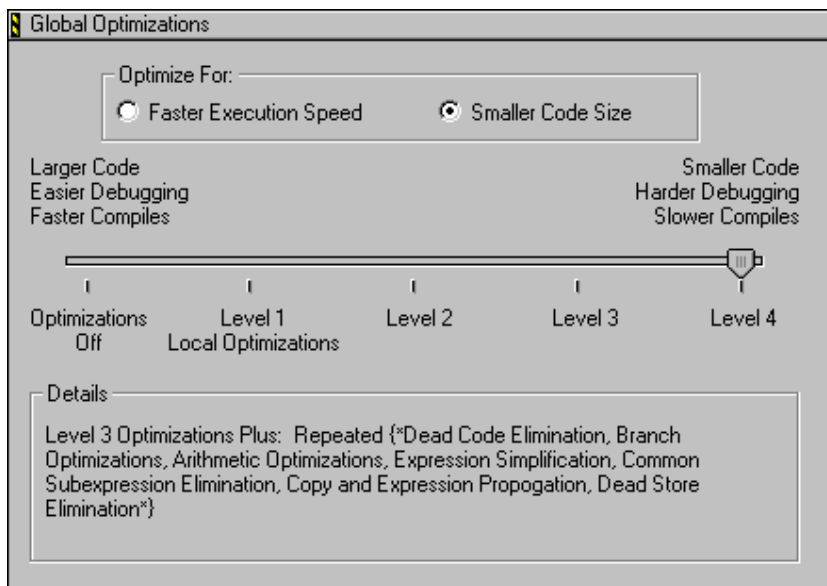 Global Optimizations
Optimize For:
Faster Execution Speed
Smaller Code Size
Larger Code
Easier Debugging
Faster Compiles
Smaller Code
Harder Debugging
Slower Compiles
Optimizations Off
Level 1
Local Optimizations
Level 2
Level 3
Level 4
Details
Level 3 Optimizations Plus:  Repeated {*Dead Code Elimination, Branch
Optimizations, Arithmetic Optimizations, Expression Simplification, Common
Subexpression Elimination, Copy and Expression Propogation, Dead Store
Elimination*}